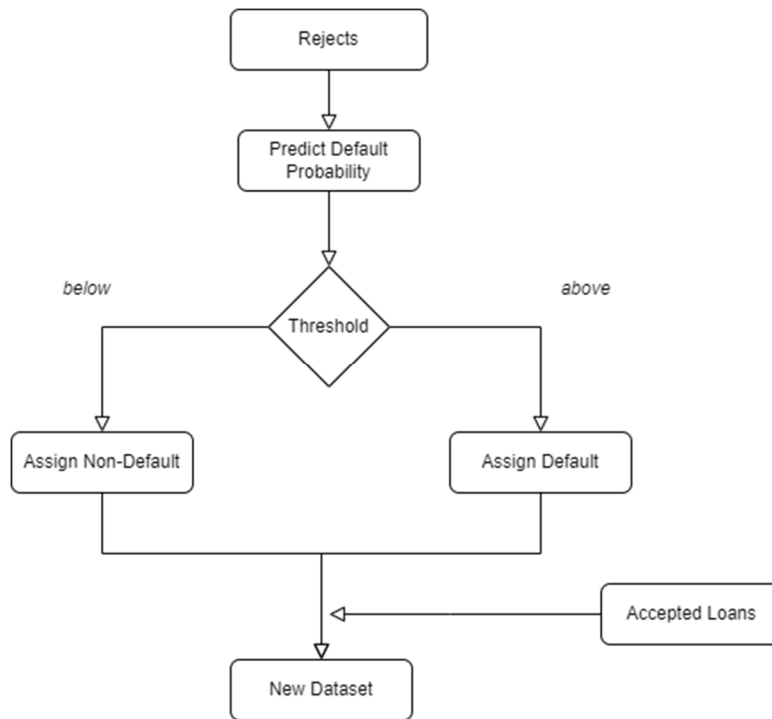 Rejects
Predict Default
Probability
below
above
Threshold
Assign Non-Default
Assign Default
Accepted Loans
New Dataset